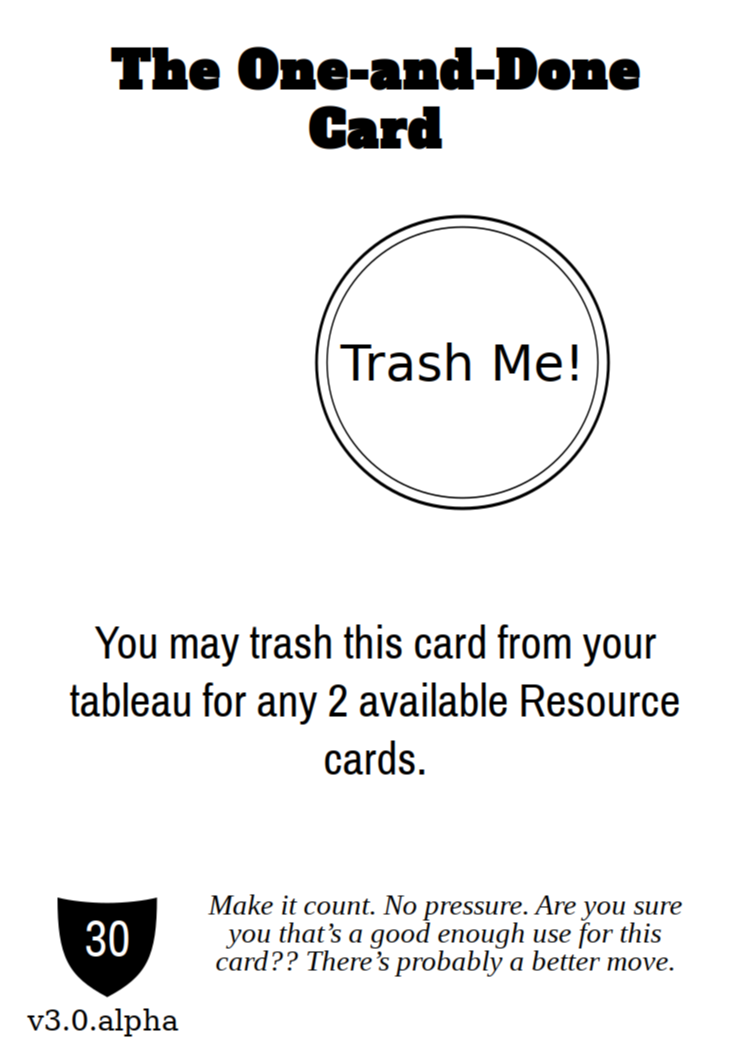 The One-and-Done
Card
Trash Me!
You may trash this card from your
tableau for any 2 available Resource
cards.
30
v3.0.alpha
Make it count. No pressure. Are you sure
you that’s a good enough use for this
card?? There’s probably a better move.